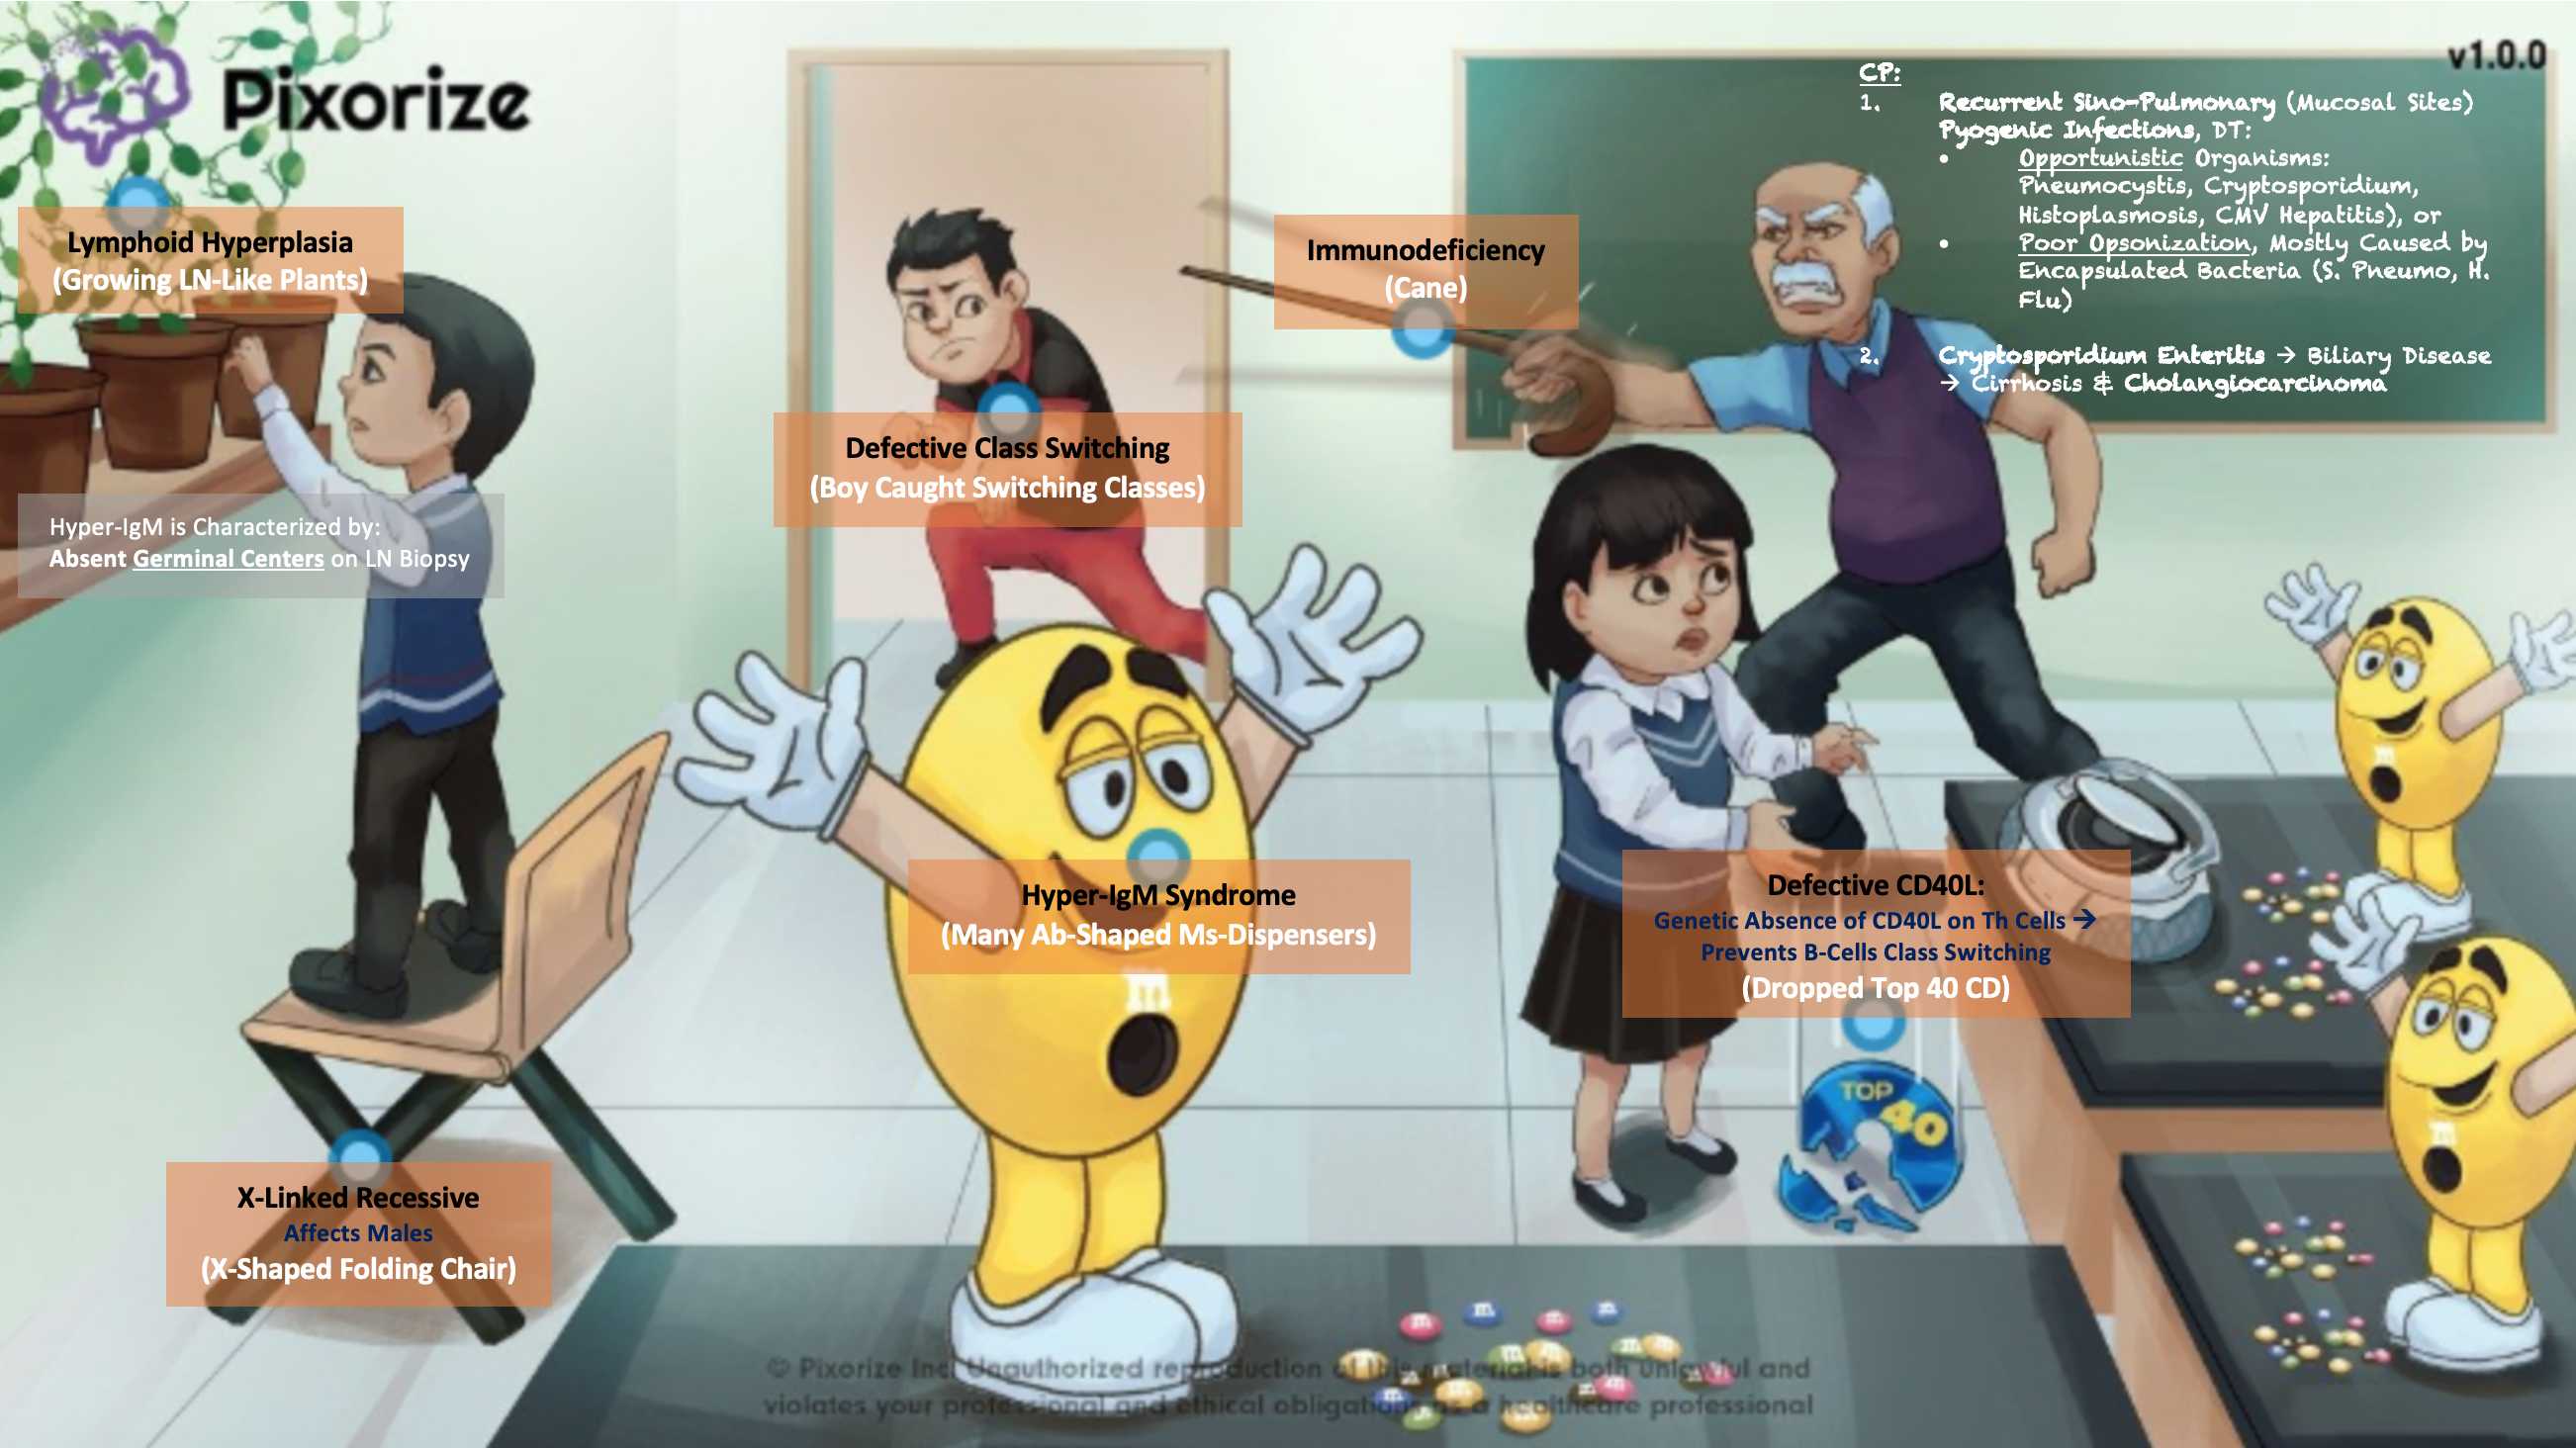 Pixorize
v1.0.0
CP:
1. Recurrent Sino-Pulmonary (Mucosal Sites)
Pyogenic Infections, DT:
• Opportunistic Organisms:
Pneumocystis, Cryptosporidium,
Histoplasmosis, CMV Hepatitis), or
• Poor Opsonization, Mostly Caused by
Encapsulated Bacteria (S. Pneumo, H.
Flu)
2. Cryptosporidium Enteritis → Biliary Disease
→ Cirrhosis & Cholangiocarcinoma
Lymphoid Hyperplasia
(Growing LN-Like Plants)
Immunodeficiency
(Cane)
Defective Class Switching
(Boy Caught Switching Classes)
Hyper-IgM is Characterized by:
Absent Germinal Centers on LN Biopsy
Hyper-IgM Syndrome
(Many Ab-Shaped Ms-Dispensers)
m
Defective CD40L:
Genetic Absence of CD40L on Th Cells →
Prevents B-Cells Class Switching
(Dropped Top 40 CD)
TOP
40
X-Linked Recessive
Affects Males
(X-Shaped Folding Chair)
m
m
© Pixorize Inc. Unauthorized reproduction of this material is both unlawful and
violates your professional and ethical obligations as a healthcare professional